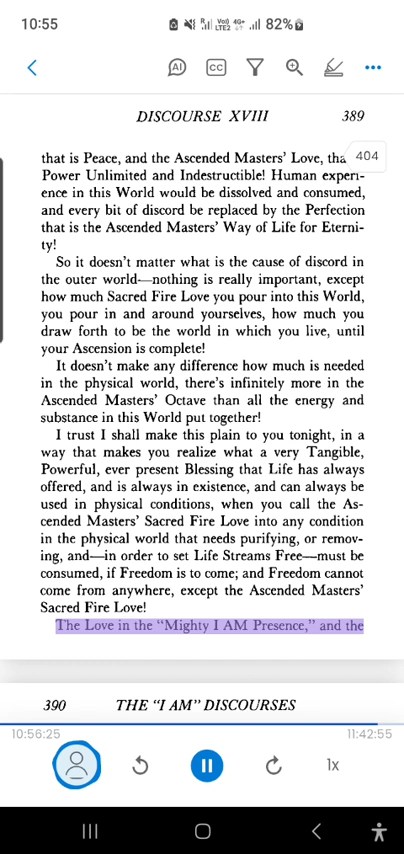 10:55
Vo)) 4G+
LTE2
82%
AI
CC
DISCOURSE XVIII 389
404
that is Peace, and the Ascended Masters' Love, tha
Power Unlimited and Indestructible! Human experi-
ence in this World would be dissolved and consumed,
and every bit of discord be replaced by the Perfection
that is the Ascended Masters' Way of Life for Eterni-
ty!
So it doesn't matter what is the cause of discord in
the outer world—nothing is really important, except
how much Sacred Fire Love you pour into this World,
you pour in and around yourselves, how much you
draw forth to be the world in which you live, until
your Ascension is complete!
It doesn't make any difference how much is needed
in the physical world, there's infinitely more in the
Ascended Masters' Octave than all the energy and
substance in this World put together!
I trust I shall make this plain to you tonight, in a
way that makes you realize what a very Tangible,
Powerful, ever present Blessing that Life has always
offered, and is always in existence, and can always be
used in physical conditions, when you call the As-
cended Masters' Sacred Fire Love into any condition
in the physical world that needs purifying, or remov-
ing, and—in order to set Life Streams Free—must be
consumed, if Freedom is to come; and Freedom cannot
come from anywhere, except the Ascended Masters'
Sacred Fire Love!
The Love in the "Mighty I AM Presence," and the
390 THE "I AM" DISCOURSES
10:56:25 11:42:55
1x